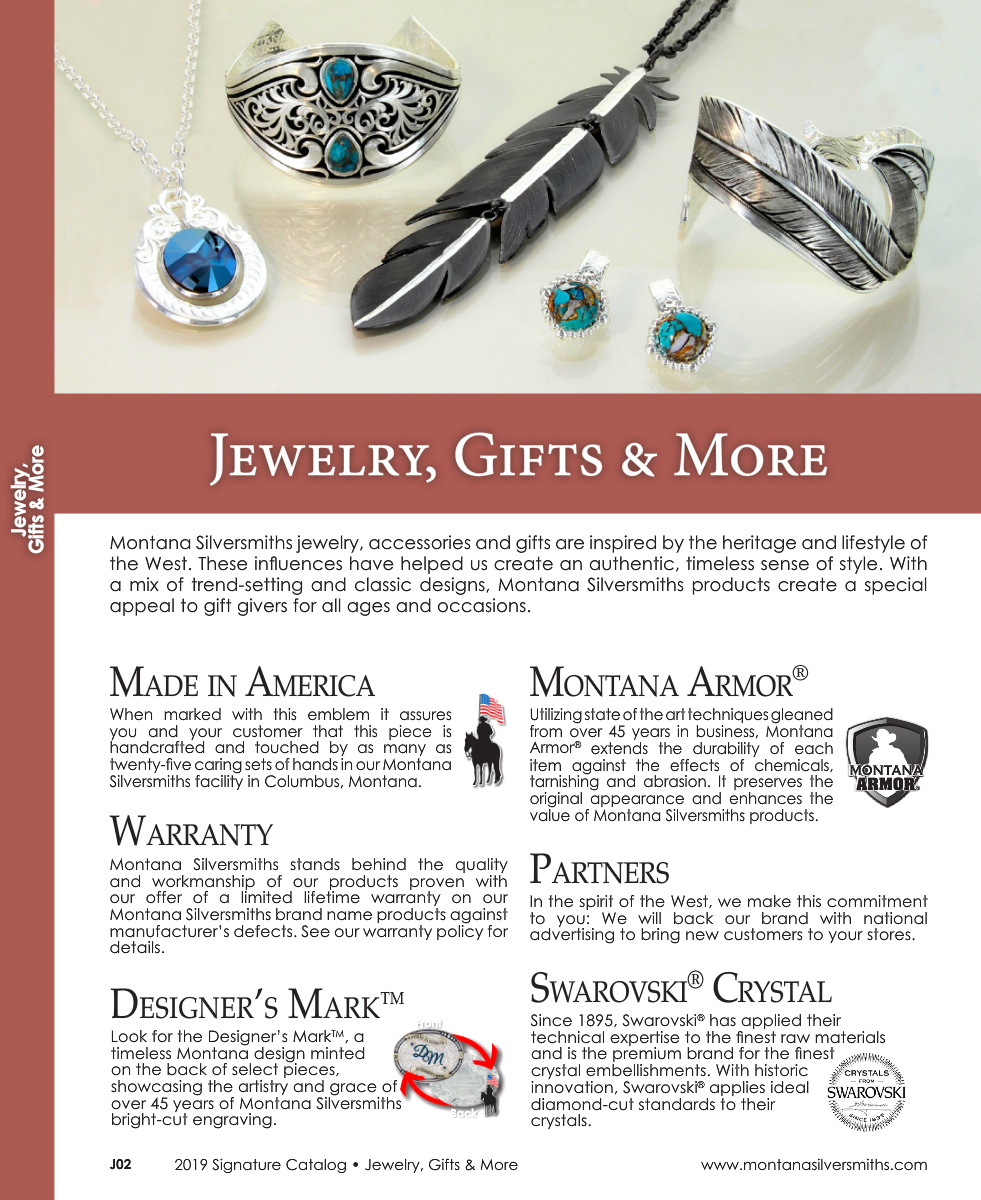 Jewelry, Gifts & More
Jewelry,
Gifts & More
Montana Silversmiths jewelry, accessories and gifts are inspired by the heritage and lifestyle of
the West. These influences have helped us create an authentic, timeless sense of style. With
a mix of trend-setting and classic designs, Montana Silversmiths products create a special
appeal to gift givers for all ages and occasions.
Made in America
When marked with this emblem it assures
you and your customer that this piece is
handcrafted and touched by as many as
twenty-five caring sets of hands in our Montana
Silversmiths facility in Columbus, Montana.
Warranty
Montana Silversmiths stands behind the quality
and workmanship of our products proven with
our offer of a limited lifetime warranty on our
Montana Silversmiths brand name products against
manufacturer's defects. See our warranty policy for
details.
Designer's Mark™
Look for the Designer's Mark™, a
timeless Montana design minted
on the back of select pieces,
showcasing the artistry and grace of
over 45 years of Montana Silversmiths
bright-cut engraving.
Front
DM
Back
Montana Armor®
Utilizing state of the art techniques gleaned
from over 45 years in business, Montana
Armor® extends the durability of each
item against the effects of chemicals,
tarnishing and abrasion. It preserves the
original appearance and enhances the
value of Montana Silversmiths products.
MONTANA
ARMOR®
Partners
In the spirit of the West, we make this commitment
to you: We will back our brand with national
advertising to bring new customers to your stores.
Swarovski® Crystal
Since 1895, Swarovski® has applied their
technical expertise to the finest raw materials
and is the premium brand for the finest
crystal embellishments. With historic
innovation, Swarovski® applies ideal
diamond-cut standards to their
crystals.
CRYSTALS
FROM
SWAROVSKI
SINCE 1895
J02
2019 Signature Catalog • Jewelry, Gifts & More
www.montanasilversmiths.com